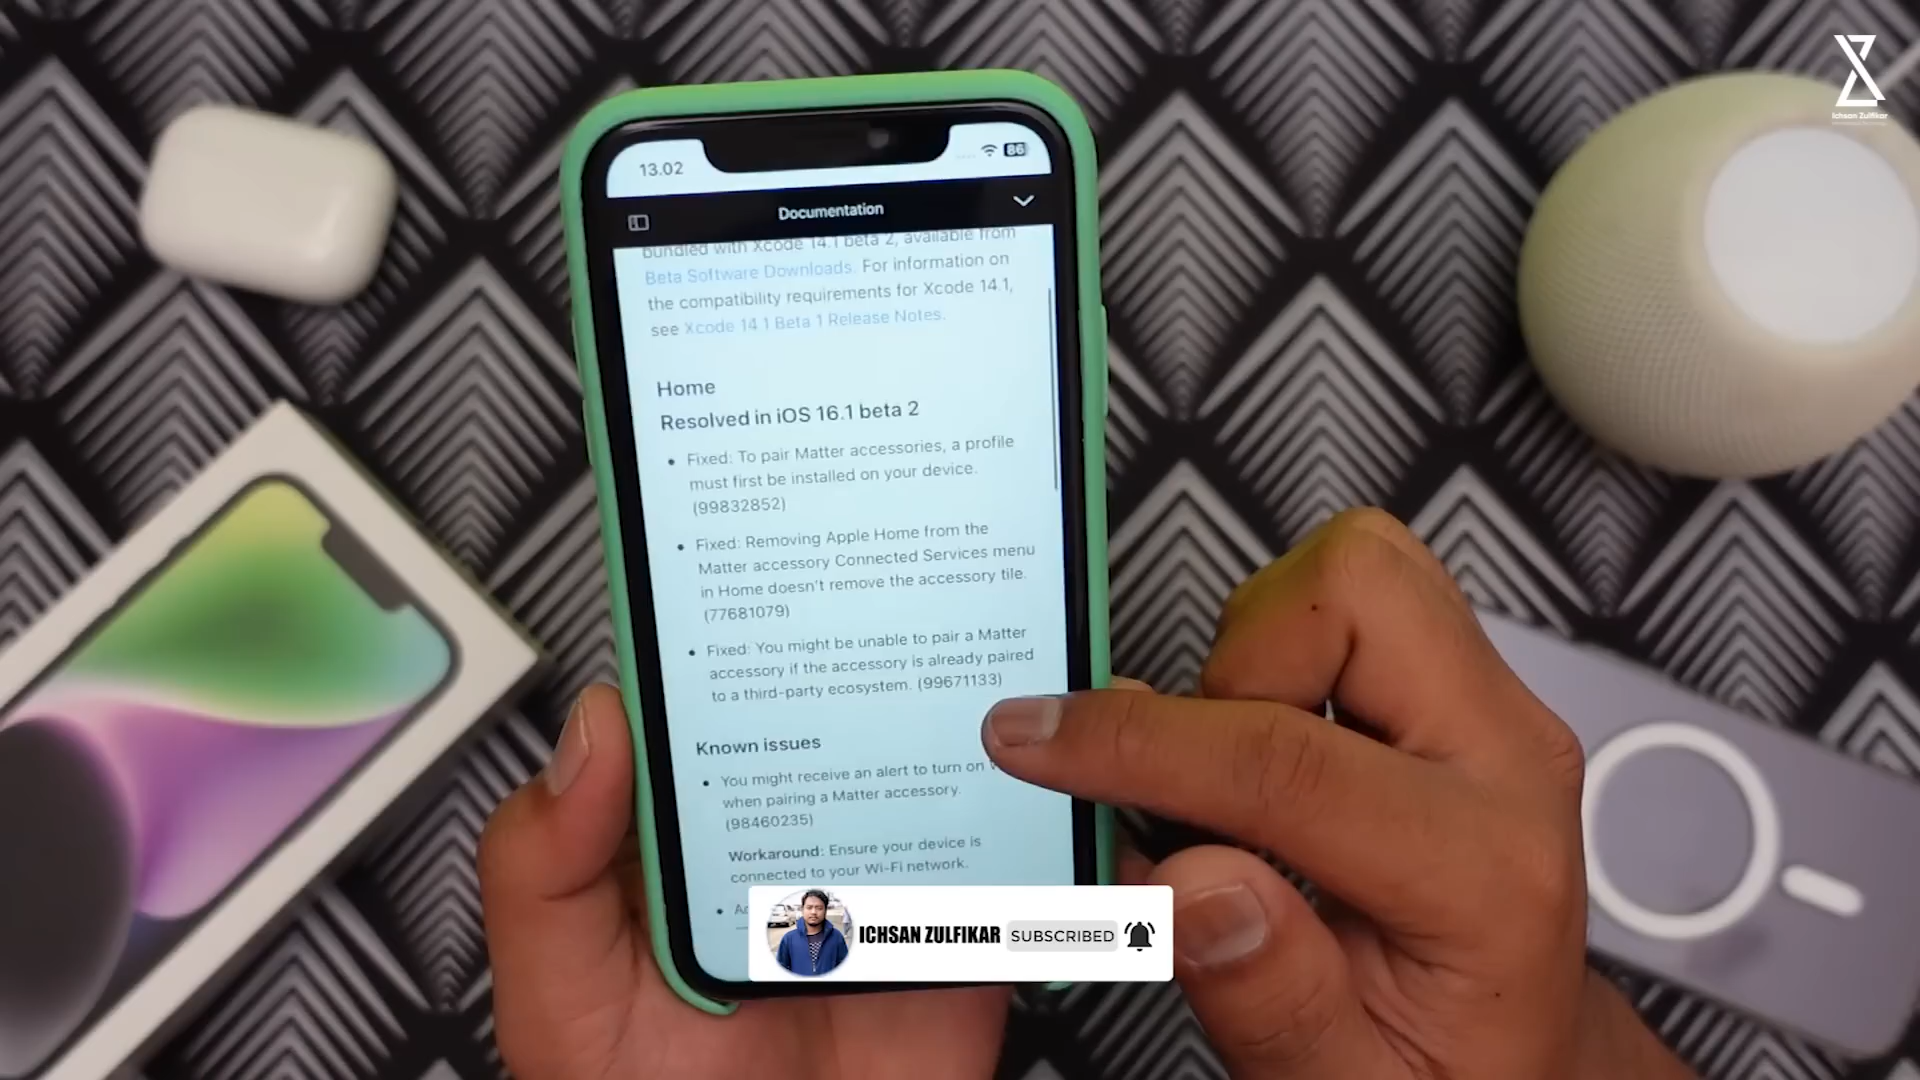 Ichsan Zulfikar
13.02
86
Documentation
bundled with Xcode 14.1 beta 2, available from
Beta Software Downloads. For information on
the compatibility requirements for Xcode 14.1,
see Xcode 14.1 Beta 1 Release Notes.
Home
Resolved in iOS 16.1 beta 2
• Fixed: To pair Matter accessories, a profile
must first be installed on your device.
(99832852)
• Fixed: Removing Apple Home from the
Matter accessory Connected Services menu
in Home doesn't remove the accessory tile.
(77681079)
• Fixed: You might be unable to pair a Matter
accessory if the accessory is already paired
to a third-party ecosystem. (99671133)
Known issues
• You might receive an alert to turn on
when pairing a Matter accessory.
(98460235)
Workaround: Ensure your device is
connected to your Wi-Fi network.
ICHSAN ZULFIKAR
SUBSCRIBED